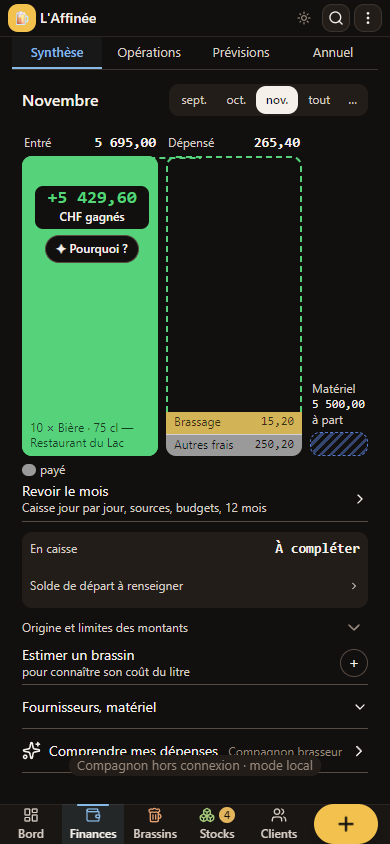 L'Affinée
Synthèse Opérations Prévisions Annuel
Novembre sept. oct. nov. tout ...
Entré 5 695,00 Dépensé 265,40
+5 429,60
CHF gagnés
✦ Pourquoi ?
Matériel
5 500,00
à part
10 × Bière · 75 cl —
Restaurant du Lac
Brassage 15,20
Autres frais 250,20
payé
Revoir le mois
Caisse jour par jour, sources, budgets, 12 mois
En caisse À compléter
Solde de départ à renseigner
Origine et limites des montants
Estimer un brassin
pour connaître son coût du litre
Fournisseurs, matériel
Comprendre mes dépenses Compagnon brasseur
Compagnon hors connexion · mode local
4
Bord Finances Brassins Stocks Clients +